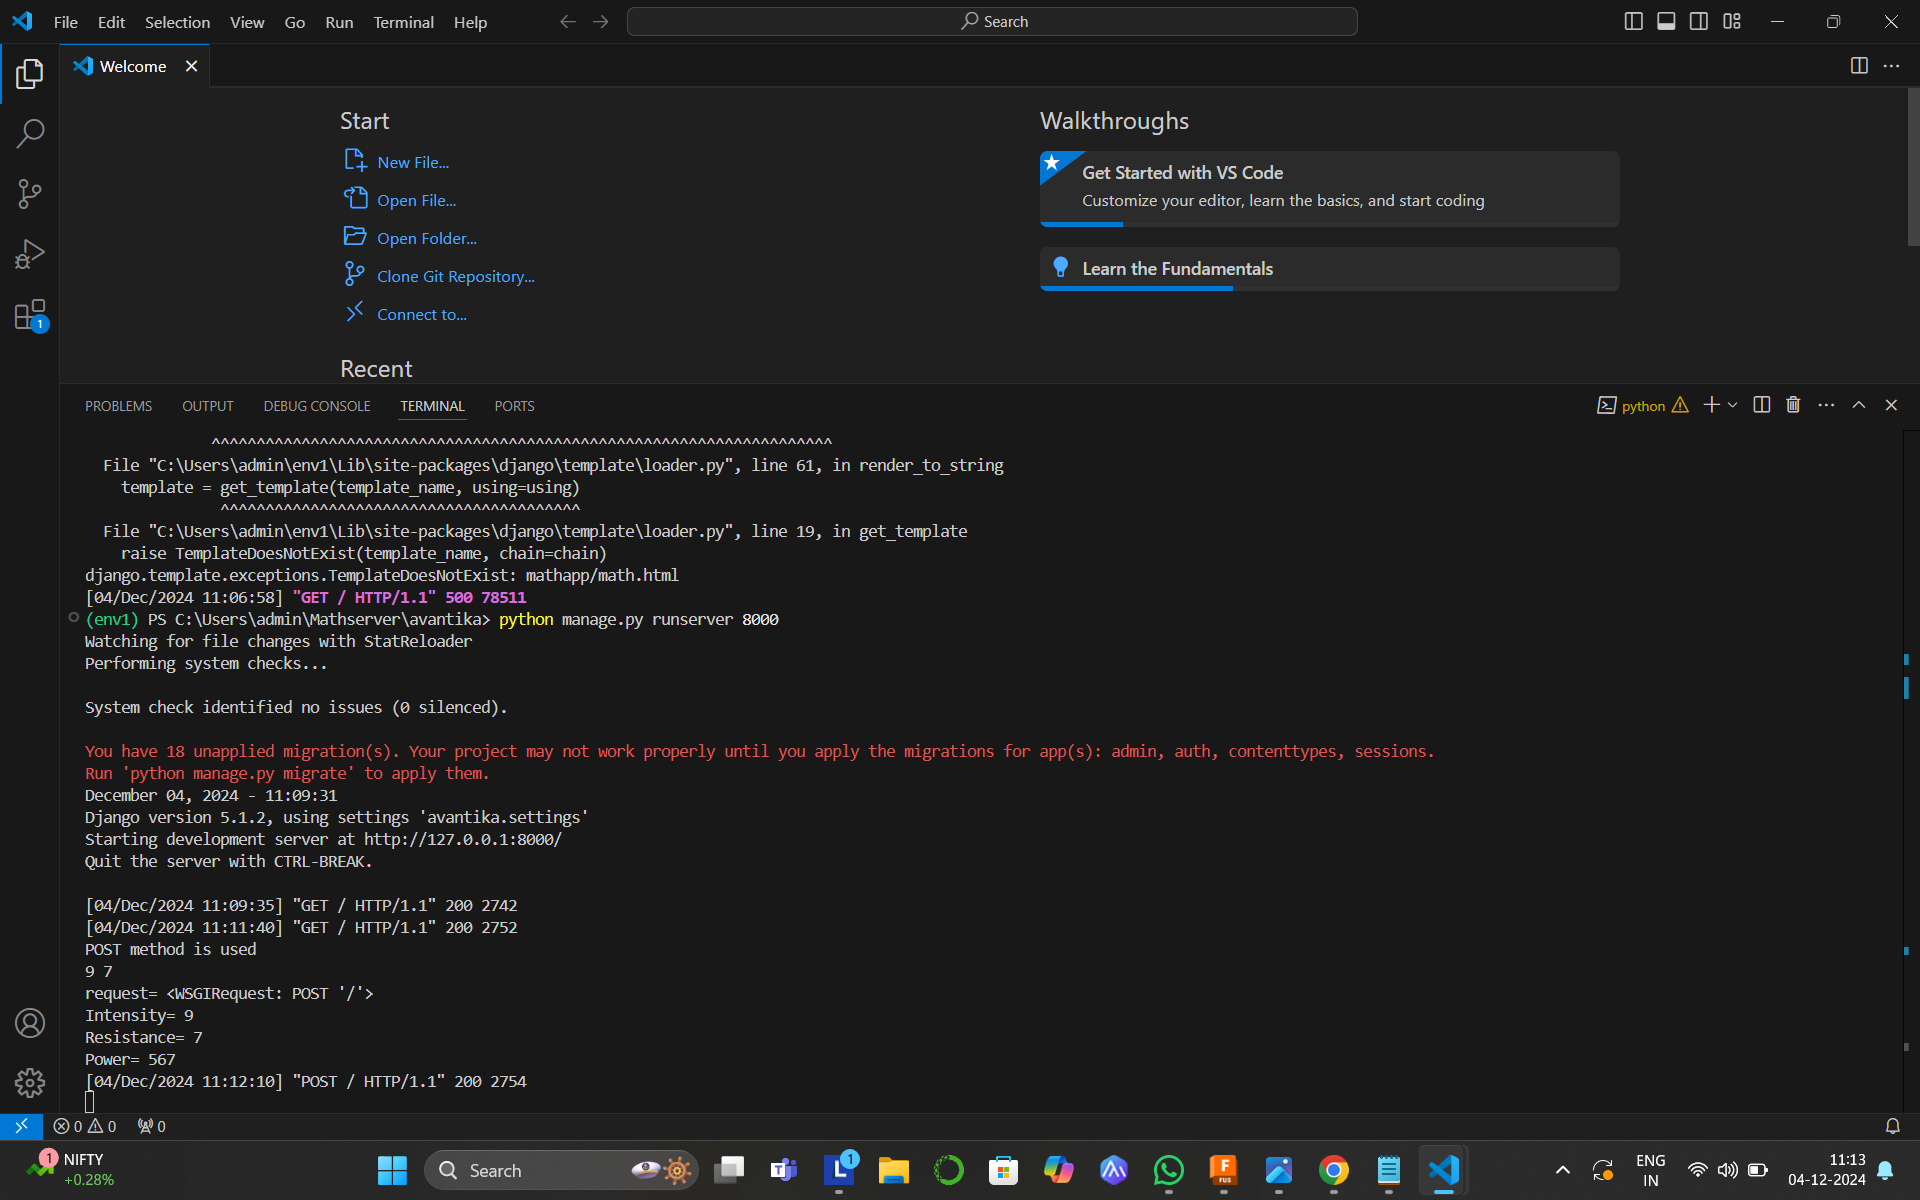 File Edit Selection View Go Run Terminal Help
Search
Welcome
Start
New File...
Open File...
Open Folder...
Clone Git Repository...
Connect to...
Recent
Walkthroughs
Get Started with VS Code
Customize your editor, learn the basics, and start coding
Learn the Fundamentals
1
PROBLEMS OUTPUT DEBUG CONSOLE TERMINAL PORTS
python
^^^^^^^^^^^^^^^^^^^^^^^^^^^^^^^^^^^^^^^^^^^^^^^^^^^^^^^^^^^^^^^^^^^^^
File "C:\Users\admin\env1\Lib\site-packages\django\template\loader.py", line 61, in render_to_string
template = get_template(template_name, using=using)
^^^^^^^^^^^^^^^^^^^^^^^^^^^^^^^^^^^^^^^^
File "C:\Users\admin\env1\Lib\site-packages\django\template\loader.py", line 19, in get_template
raise TemplateDoesNotExist(template_name, chain=chain)
django.template.exceptions.TemplateDoesNotExist: mathapp/math.html
[04/Dec/2024 11:06:58] "GET / HTTP/1.1" 500 78511
(env1) PS C:\Users\admin\Mathserver\avantika> python manage.py runserver 8000
Watching for file changes with StatReloader
Performing system checks...
System check identified no issues (0 silenced).
You have 18 unapplied migration(s). Your project may not work properly until you apply the migrations for app(s): admin, auth, contenttypes, sessions.
Run 'python manage.py migrate' to apply them.
December 04, 2024 - 11:09:31
Django version 5.1.2, using settings 'avantika.settings'
Starting development server at http://127.0.0.1:8000/
Quit the server with CTRL-BREAK.
[04/Dec/2024 11:09:35] "GET / HTTP/1.1" 200 2742
[04/Dec/2024 11:11:40] "GET / HTTP/1.1" 200 2752
POST method is used
9 7
request= <WSGIRequest: POST '/'>
Intensity= 9
Resistance= 7
Power= 567
[04/Dec/2024 11:12:10] "POST / HTTP/1.1" 200 2754
0 0 0
1
NIFTY
+0.28%
Search
1
ENG
IN
11:13
04-12-2024